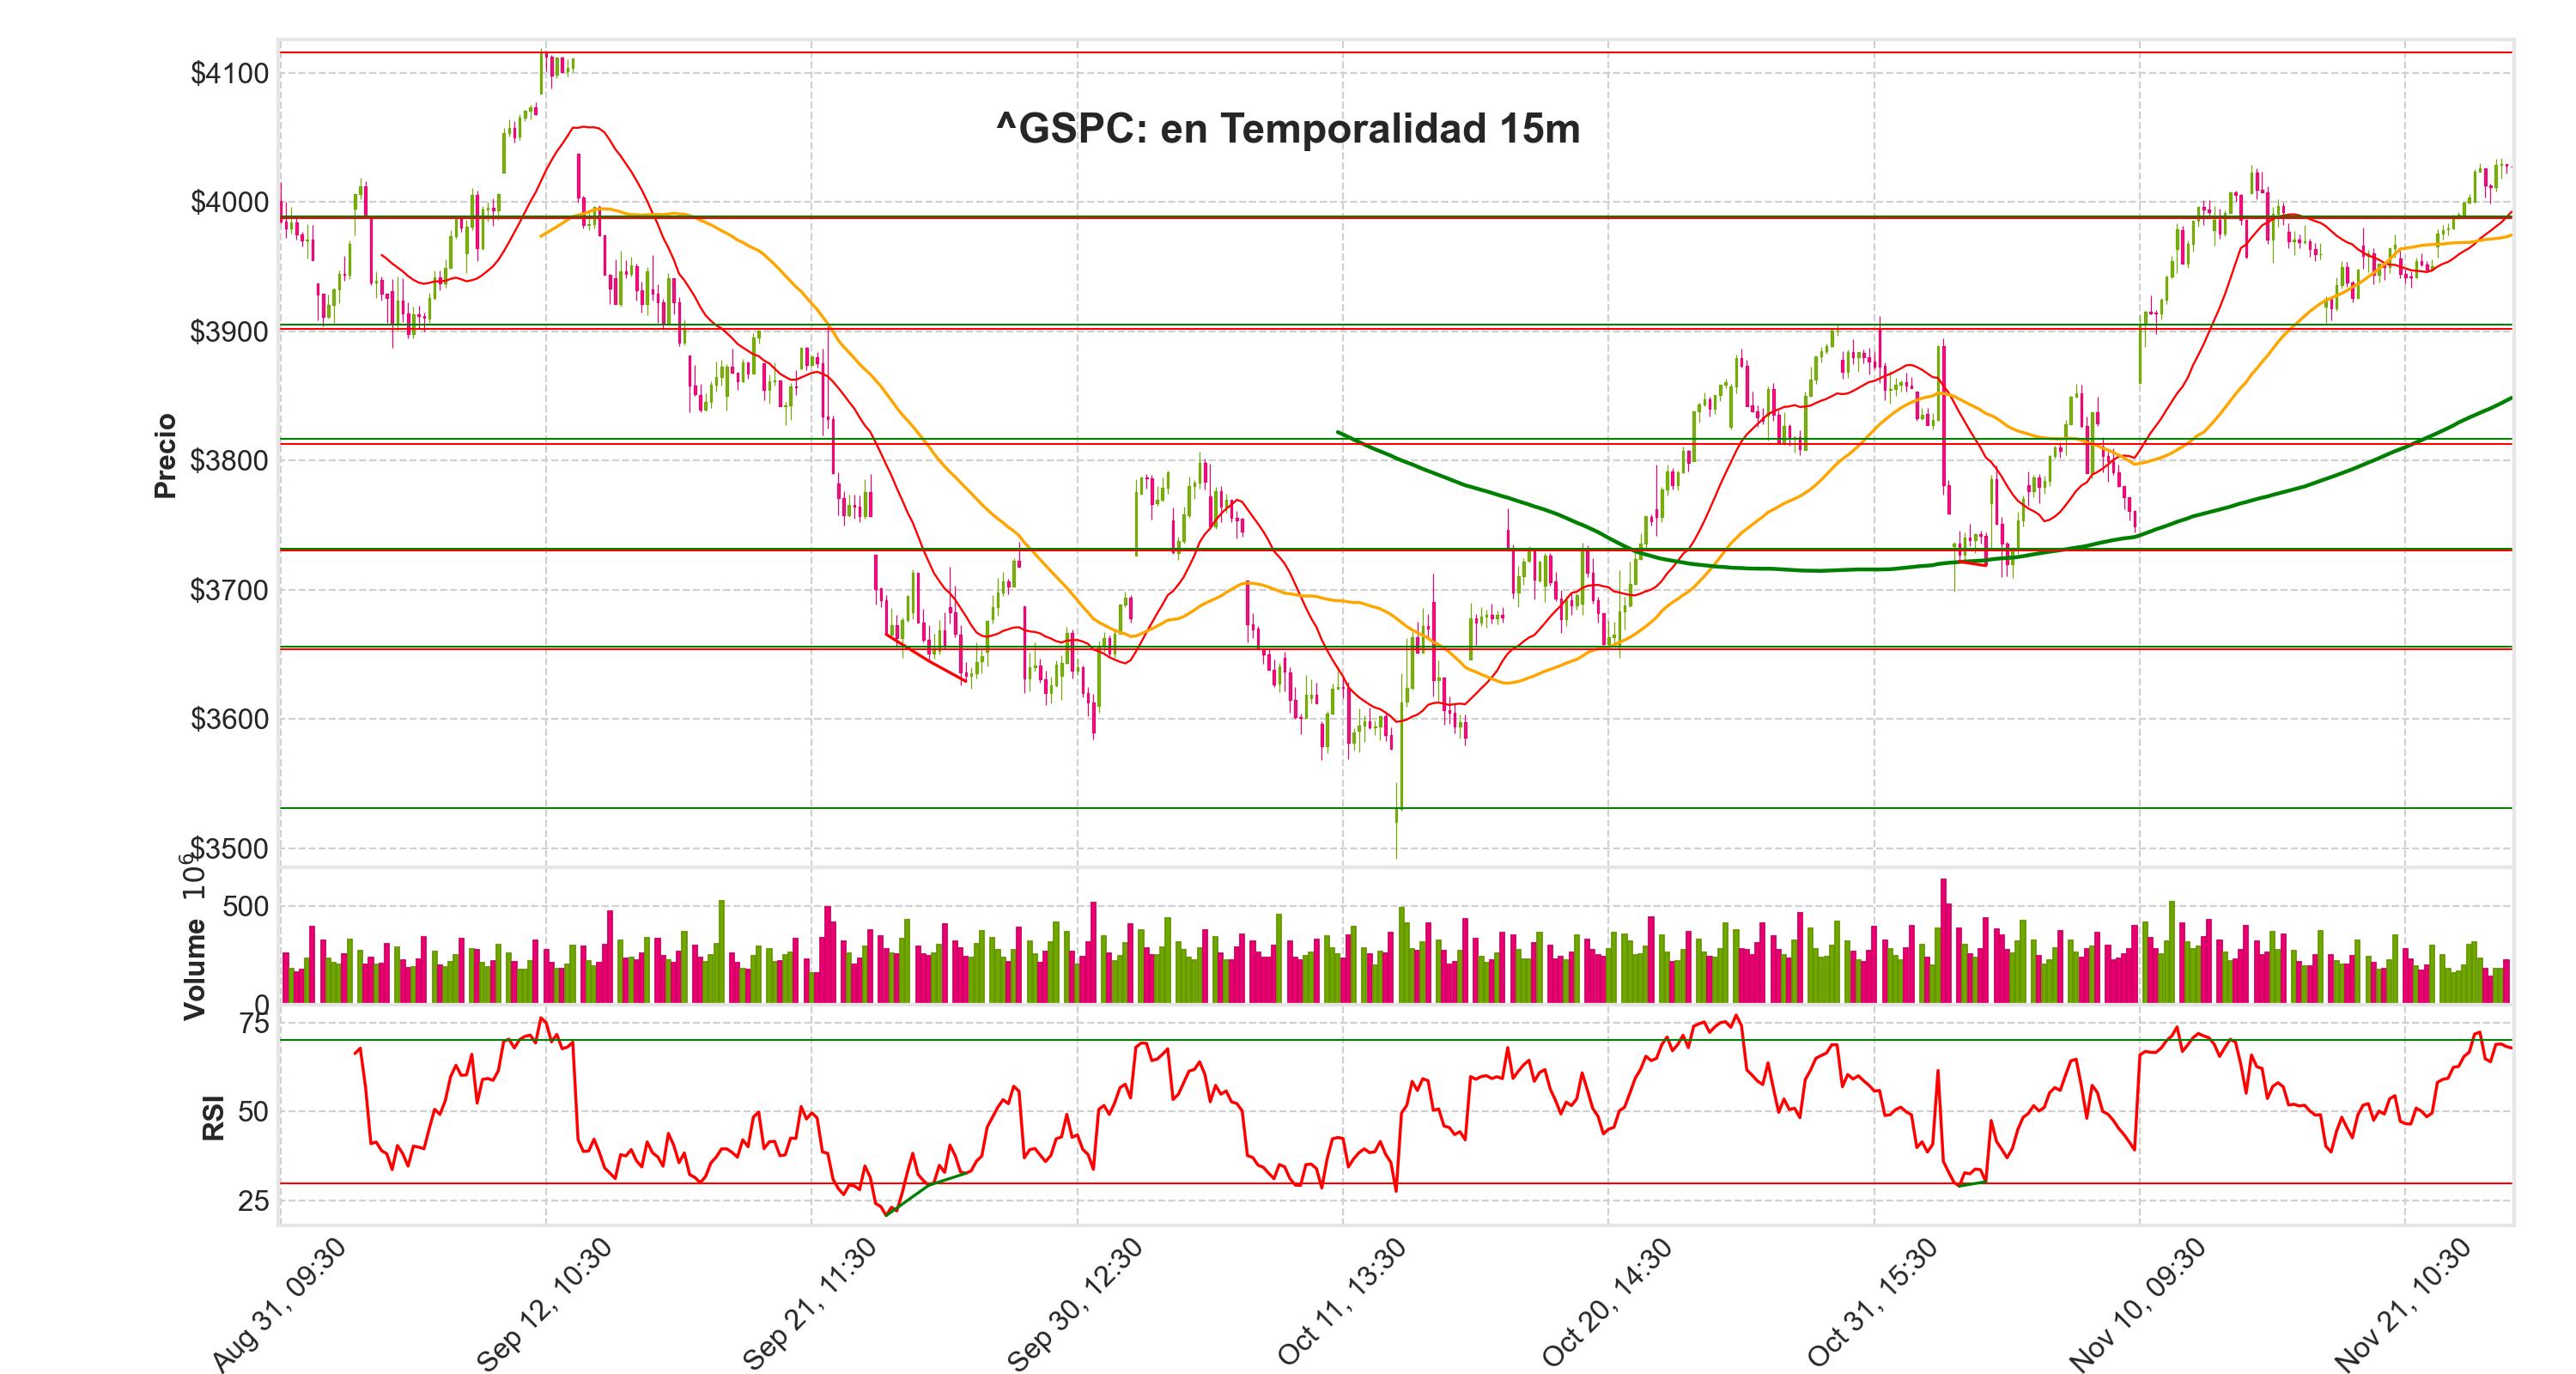 ^GSPC: en Temporalidad 15m
Precio
$4100
$4000
$3900
$3800
$3700
$3600
$3500
Volume 10^6
500
0
RSI
75
50
25
Aug 31, 09:30
Sep 12, 10:30
Sep 21, 11:30
Sep 30, 12:30
Oct 11, 13:30
Oct 20, 14:30
Oct 31, 15:30
Nov 10, 09:30
Nov 21, 10:30